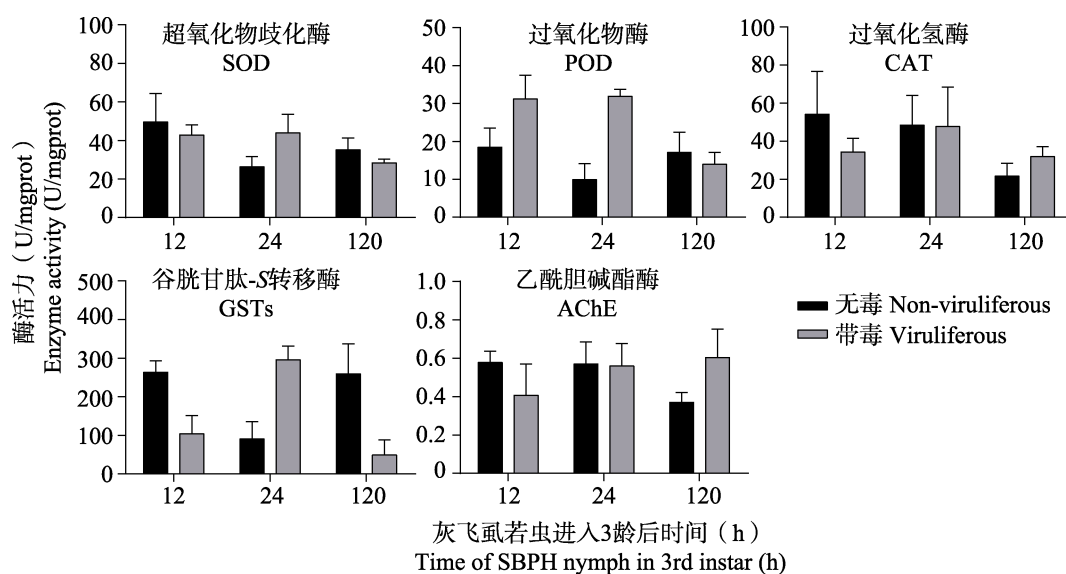 酶活力（U/mgprot）
Enzyme activity (U/mgprot)
超氧化物歧化酶
SOD
100
80
60
40
20
0
12 24 120
过氧化物酶
POD
50
40
30
20
10
0
12 24 120
过氧化氢酶
CAT
100
80
60
40
20
0
12 24 120
谷胱甘肽-S转移酶
GSTs
500
400
300
200
100
0
12 24 120
乙酰胆碱酯酶
AChE
1.0
0.8
0.6
0.4
0.2
0
12 24 120
无毒 Non-viruliferous
带毒 Viruliferous
灰飞虱若虫进入3龄后时间（h）
Time of SBPH nymph in 3rd instar (h)